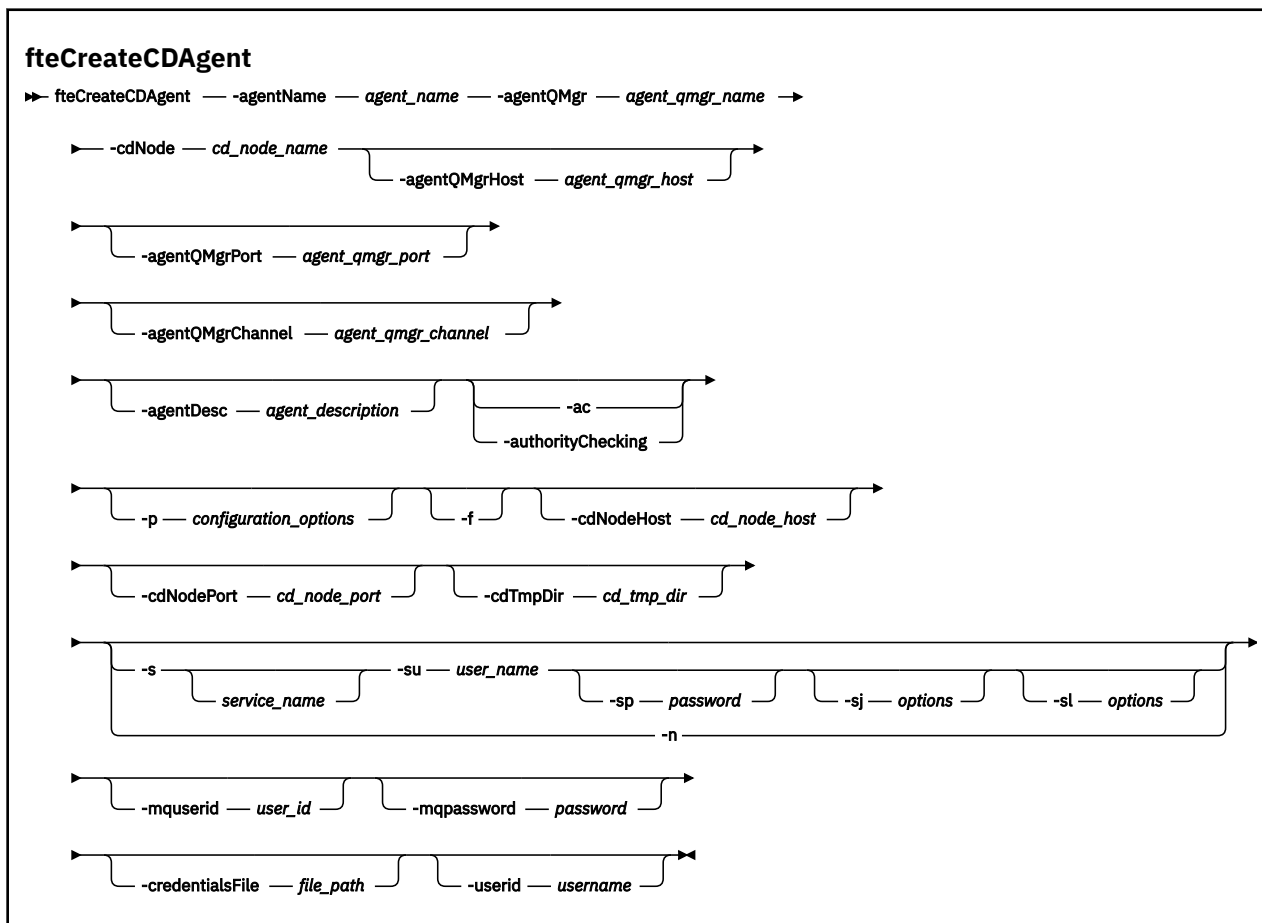 fteCreateCDAgent
fteCreateCDAgent -agentName agent_name -agentQMgr agent_qmgr_name
-cdNode cd_node_name
-agentQMgrHost agent_qmgr_host
-agentQMgrPort agent_qmgr_port
-agentQMgrChannel agent_qmgr_channel
-agentDesc agent_description
-ac
-authorityChecking
-p configuration_options -f -cdNodeHost cd_node_host
-cdNodePort cd_node_port -cdTmpDir cd_tmp_dir
-s -su user_name
service_name -sp password -sj options -sl options
-n
-mquserid user_id -mqpassword password
-credentialsFile file_path -userid username